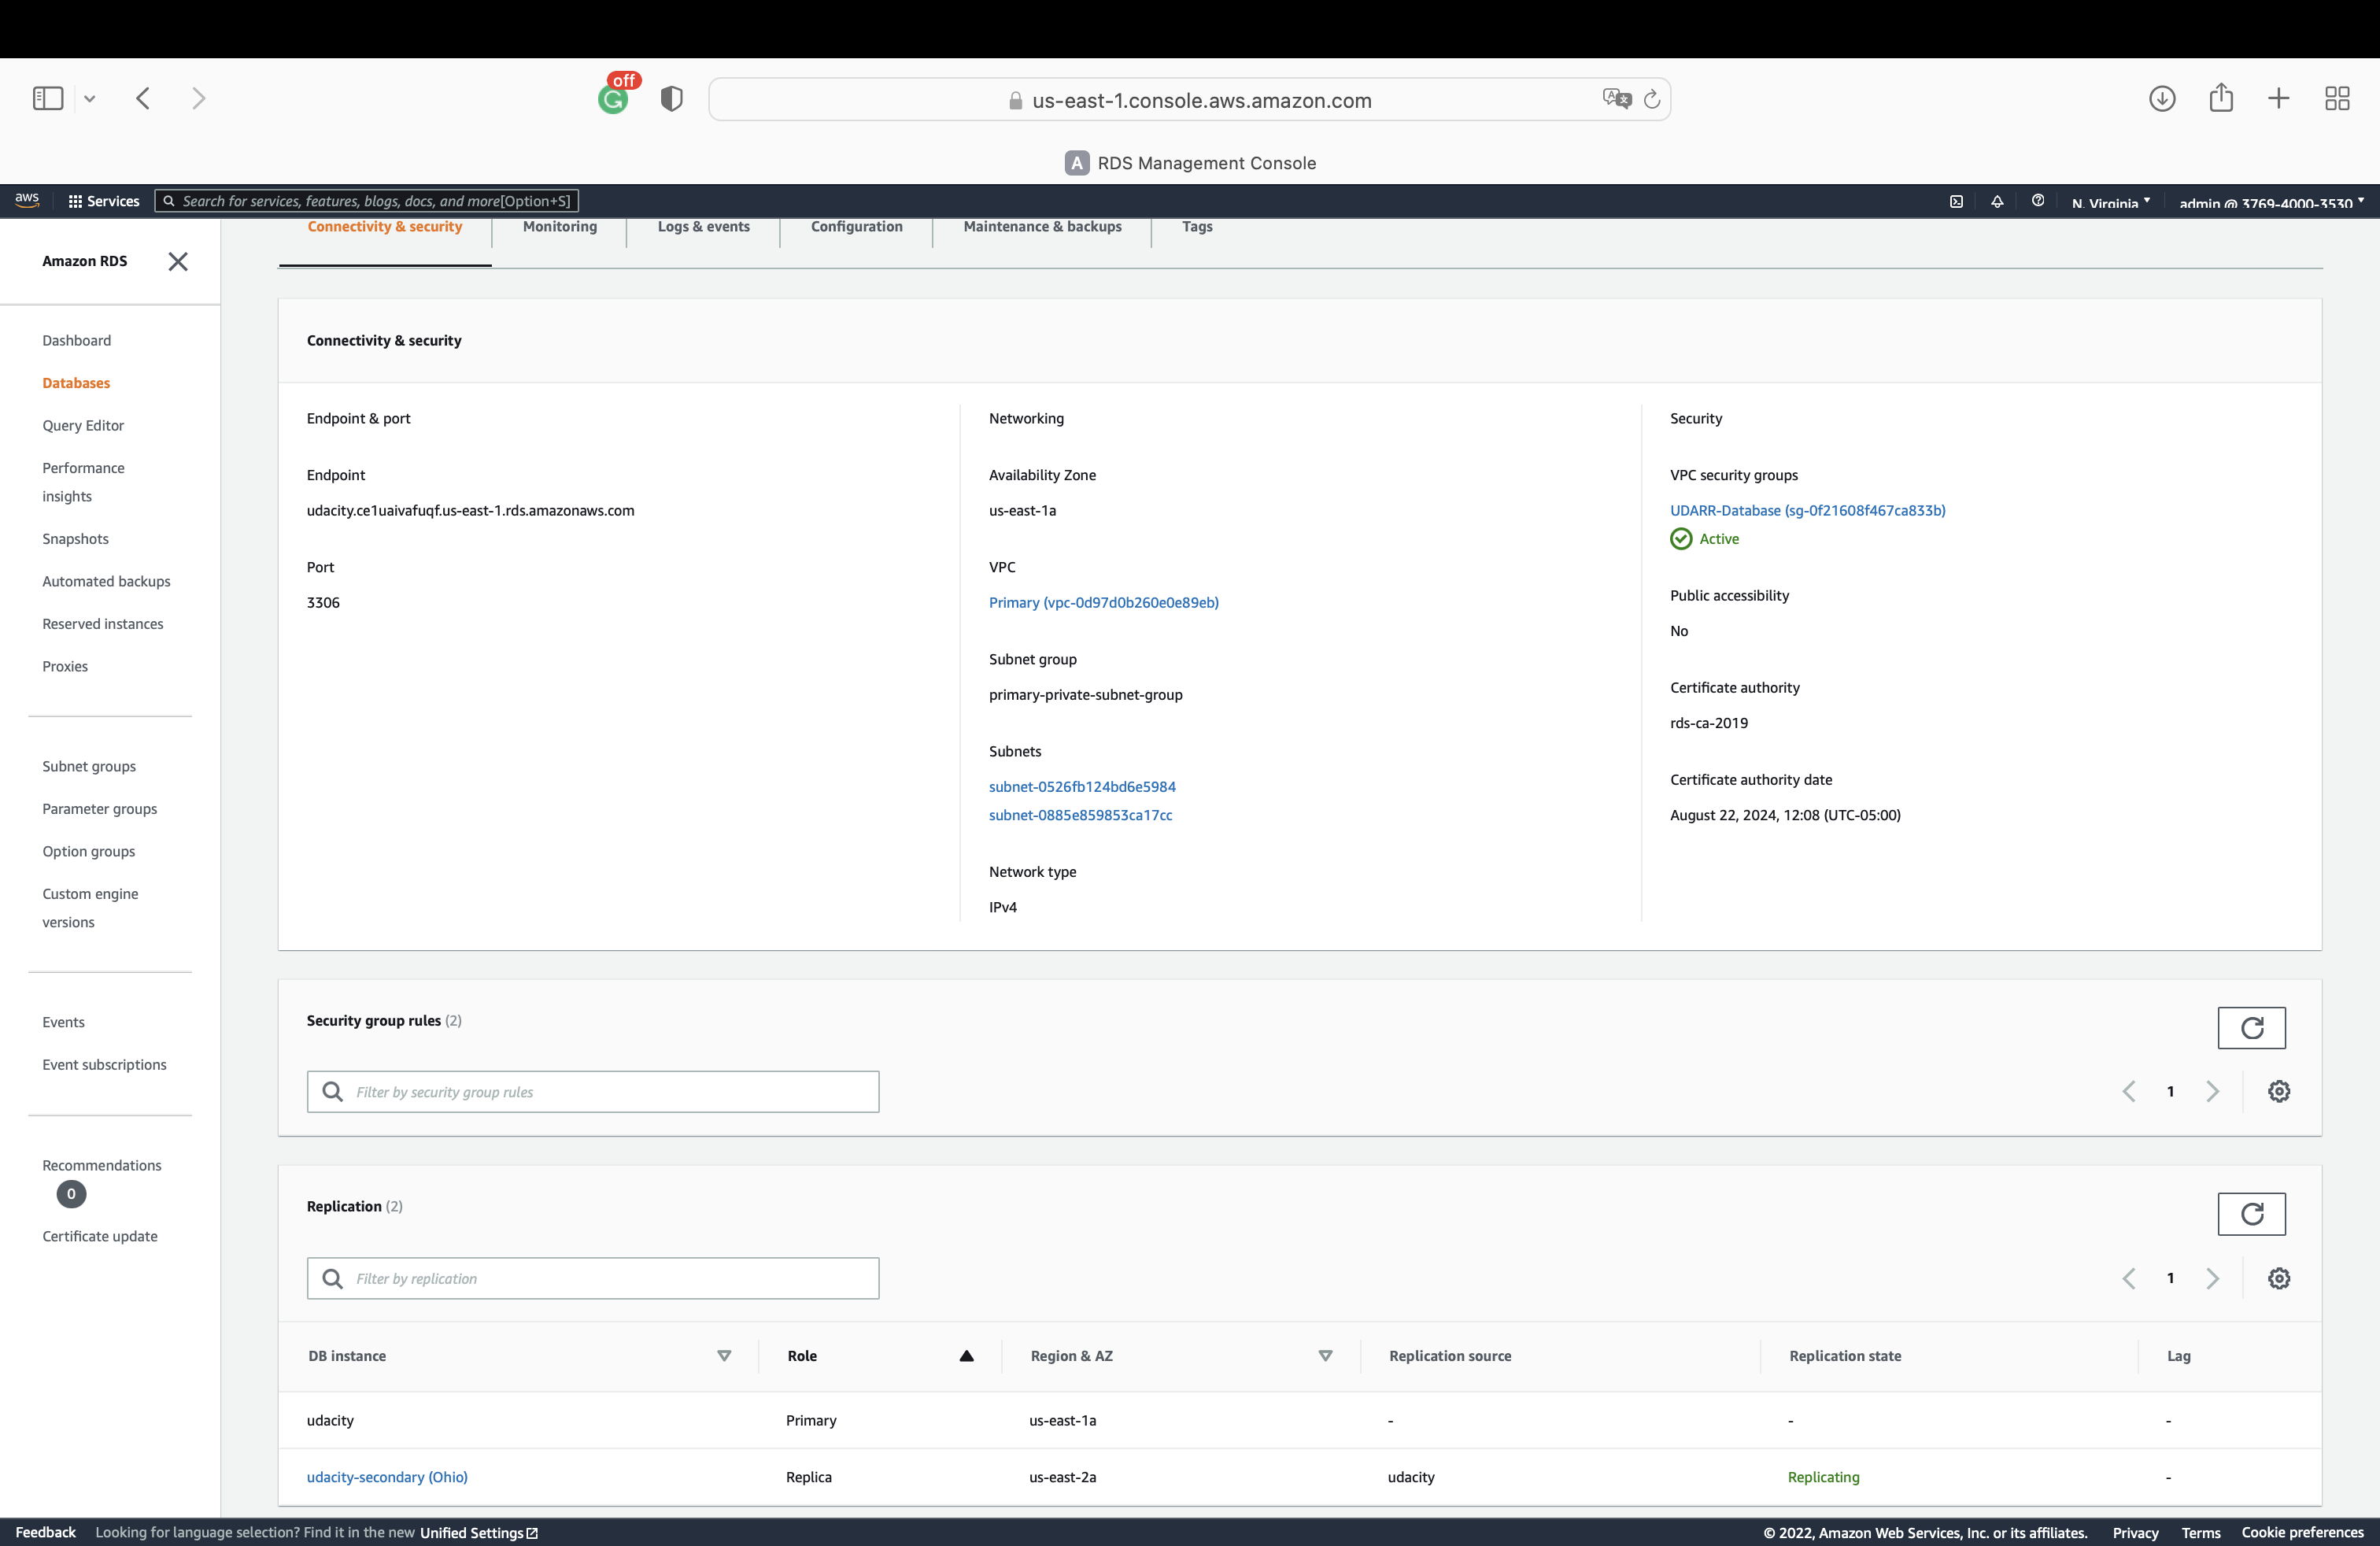 off
us-east-1.console.aws.amazon.com
A RDS Management Console
aws Services Search for services, features, blogs, docs, and more[Option+S] N. Virginia admin @ 3769-4000-3530
Connectivity & security Monitoring Logs & events Configuration Maintenance & backups Tags
Amazon RDS
Dashboard
Databases
Query Editor
Performance
insights
Snapshots
Automated backups
Reserved instances
Proxies
Subnet groups
Parameter groups
Option groups
Custom engine
versions
Events
Event subscriptions
Recommendations
0
Certificate update
Connectivity & security
Endpoint & port
Endpoint
udacity.ce1uaivafuqf.us-east-1.rds.amazonaws.com
Port
3306
Networking
Availability Zone
us-east-1a
VPC
Primary (vpc-0d97d0b260e0e89eb)
Subnet group
primary-private-subnet-group
Subnets
subnet-0526fb124bd6e5984
subnet-0885e859853ca17cc
Network type
IPv4
Security
VPC security groups
UDARR-Database (sg-0f21608f467ca833b)
Active
Public accessibility
No
Certificate authority
rds-ca-2019
Certificate authority date
August 22, 2024, 12:08 (UTC-05:00)
Security group rules (2)
Filter by security group rules
1
Replication (2)
Filter by replication
1
DB instance Role Region & AZ Replication source Replication state Lag
udacity Primary us-east-1a - - -
udacity-secondary (Ohio) Replica us-east-2a udacity Replicating -
Feedback Looking for language selection? Find it in the new Unified Settings © 2022, Amazon Web Services, Inc. or its affiliates. Privacy Terms Cookie preferences